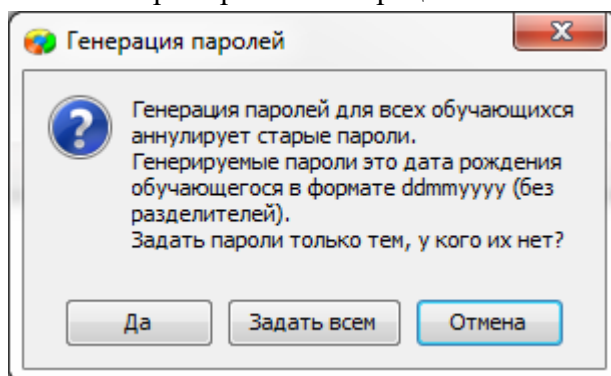 Генерация паролей
Генерация паролей для всех обучающихся
аннулирует старые пароли.
Генерируемые пароли это дата рождения
обучающегося в формате ddmmyyyy (без
разделителей).
Задать пароли только тем, у кого их нет?
Да
Задать всем
Отмена